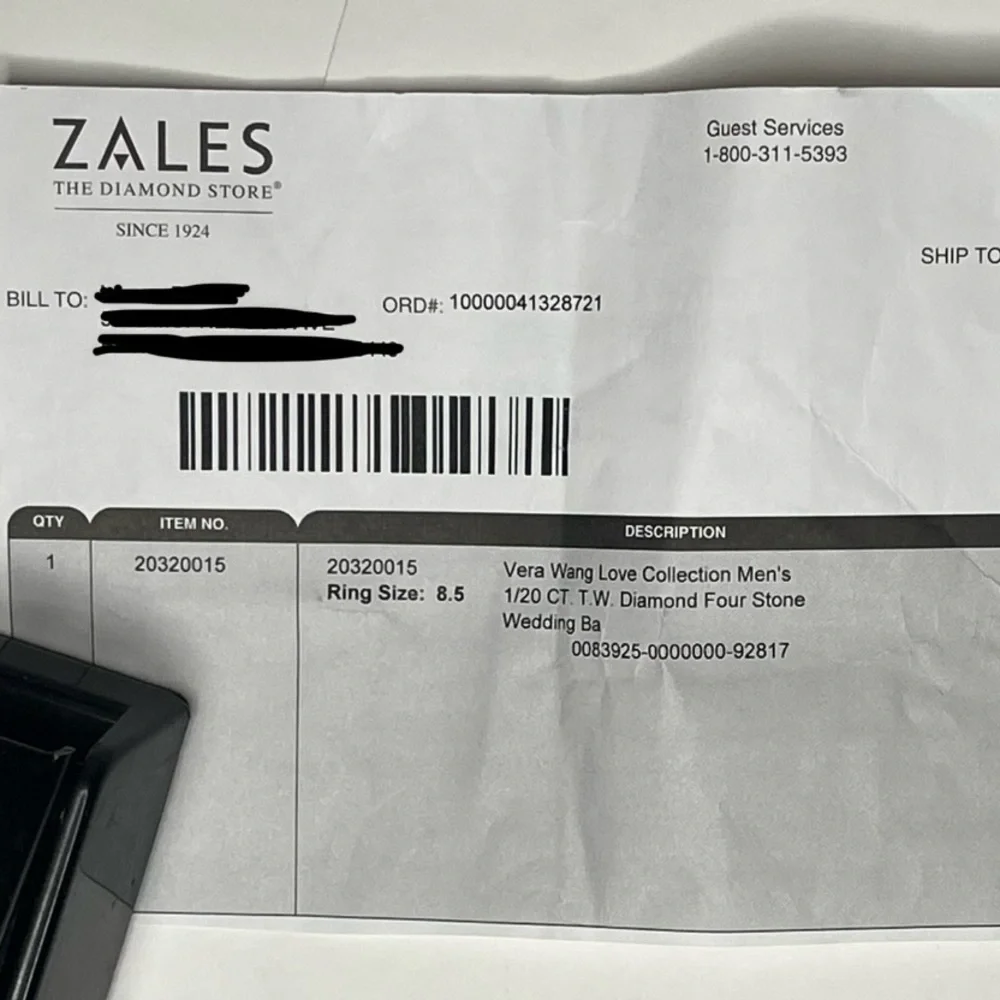 ZALES
THE DIAMOND STORE®
SINCE 1924
Guest Services
1-800-311-5393
SHIP TO
BILL TO:
ORD#: 10000041328721
QTY ITEM NO. DESCRIPTION
1 20320015 20320015 Vera Wang Love Collection Men's
Ring Size: 8.5 1/20 CT. T.W. Diamond Four Stone
Wedding Ba
0083925-0000000-92817